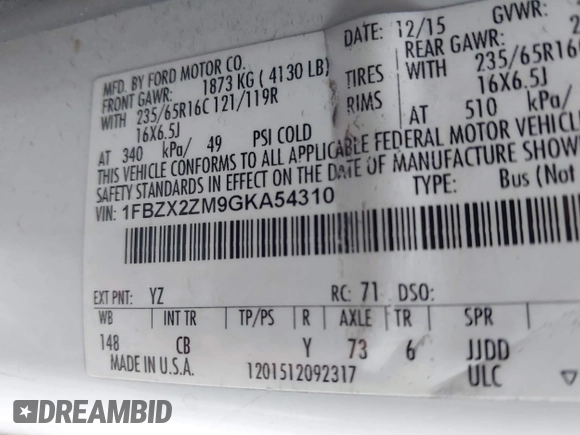 MFD. BY FORD MOTOR CO.
DATE: 12/15
GVWR:
FRONT GAWR: 1873 KG ( 4130 LB)
REAR GAWR:
WITH 235/65R16C 121/119R
TIRES
WITH 235/65R16
16X6.5J
RIMS
16X6.5J
AT 340 kPa/ 49 PSI COLD
AT 510 kPa/
THIS VEHICLE CONFORMS TO ALL APPLICABLE FEDERAL MOTOR VEHICLE
SAFETY STANDARDS IN EFFECT ON THE DATE OF MANUFACTURE SHOW
VIN: 1FBZX2ZM9GKA54310
TYPE: Bus (Not
EXT PNT: YZ
RC: 71 DSO:
WB INT TR TP/PS R AXLE TR SPR
148 CB Y 73 6 JJDD
MADE IN U.S.A.
1201512092317
ULC
DREAMBID